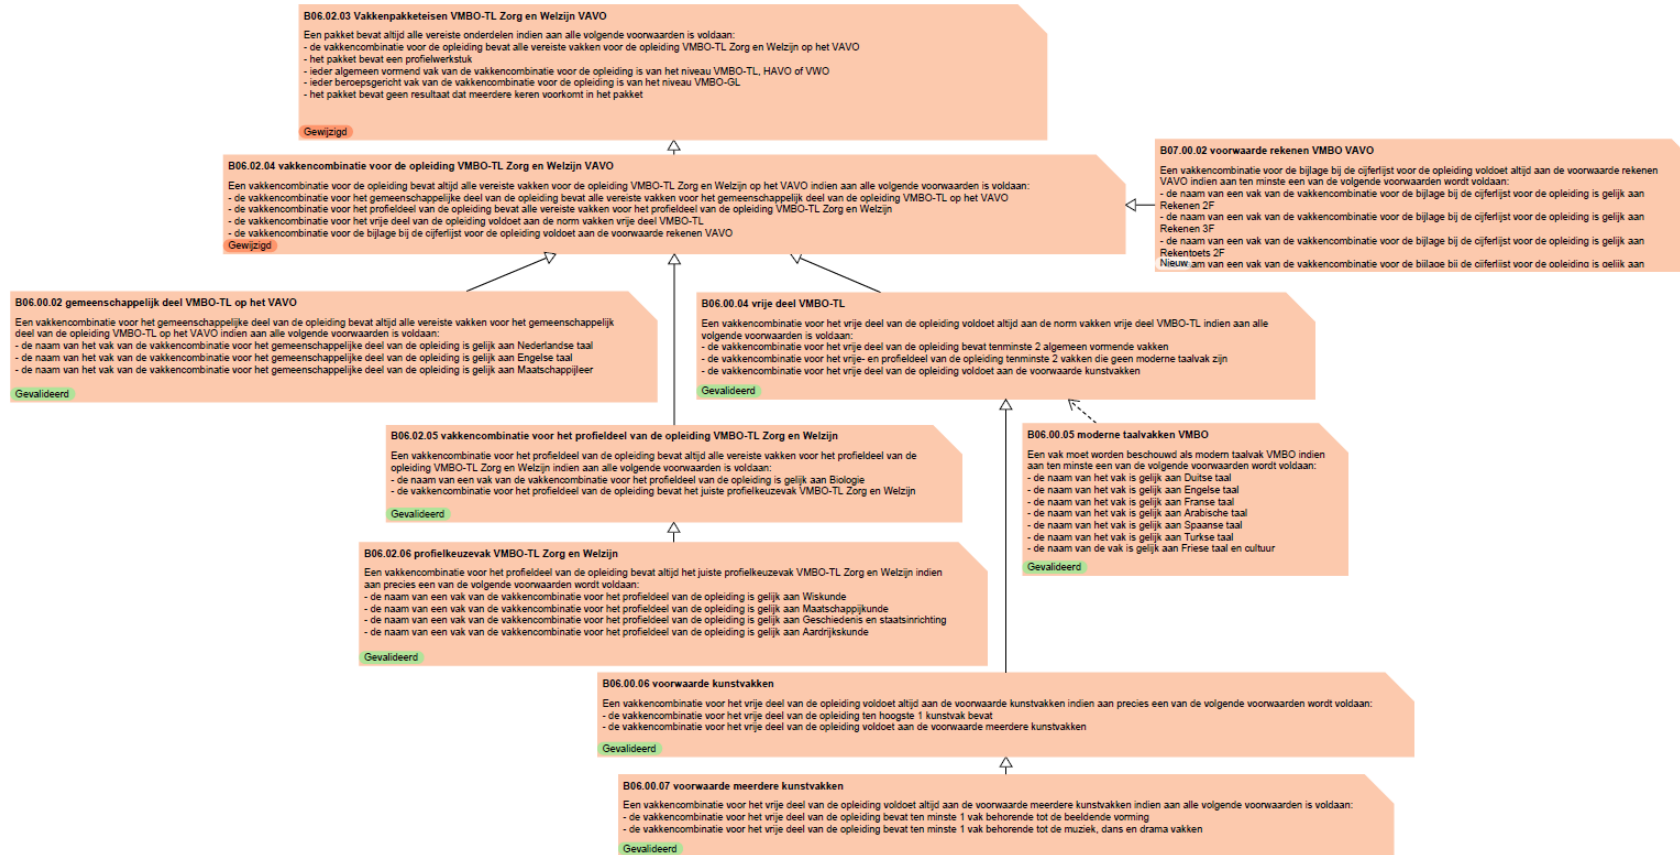 B06.02.03 Vakkenpakketeisen VMBO-TL Zorg en Welzijn VAVO
Een pakket bevat altijd alle vereiste onderdelen indien aan alle volgende voorwaarden is voldaan:
- de vakkencombinatie voor de opleiding bevat alle vereiste vakken voor de opleiding VMBO-TL Zorg en Welzijn op het VAVO
- het pakket bevat een profielwerkstuk
- ieder algemeen vormend vak van de vakkencombinatie voor de opleiding is van het niveau VMBO-TL, HAVO of VWO
- ieder beroepsgericht vak van de vakkencombinatie voor de opleiding is van het niveau VMBO-GL
- het pakket bevat geen resultaat dat meerdere keren voorkomt in het pakket
Gewijzigd
B06.02.04 vakkencombinatie voor de opleiding VMBO-TL Zorg en Welzijn VAVO
Een vakkencombinatie voor de opleiding bevat altijd alle vereiste vakken voor de opleiding VMBO-TL Zorg en Welzijn op het VAVO indien aan alle volgende voorwaarden is voldaan:
- de vakkencombinatie voor het gemeenschappelijke deel van de opleiding bevat alle vereiste vakken voor het gemeenschappelijk deel van de opleiding VMBO-TL op het VAVO
- de vakkencombinatie voor het profieldeel van de opleiding bevat alle vereiste vakken voor het profieldeel van de opleiding VMBO-TL Zorg en Welzijn
- de vakkencombinatie voor het vrije deel van de opleiding voldoet aan de norm vakken vrije deel VMBO-TL
- de vakkencombinatie voor de bijlage bij de cijferlijst voor de opleiding voldoet aan de voorwaarde rekenen VAVO
Gewijzigd
B07.00.02 voorwaarde rekenen VMBO VAVO
Een vakkencombinatie voor de bijlage bij de cijferlijst voor de opleiding voldoet altijd aan de voorwaarde rekenen
VAVO indien aan ten minste een van de volgende voorwaarden wordt voldaan:
- de naam van een vak van de vakkencombinatie voor de bijlage bij de cijferlijst voor de opleiding is gelijk aan
Rekenen 2F
- de naam van een vak van de vakkencombinatie voor de bijlage bij de cijferlijst voor de opleiding is gelijk aan
Rekenen 3F
- de naam van een vak van de vakkencombinatie voor de bijlage bij de cijferlijst voor de opleiding is gelijk aan
Rekentoets 2F
Nieuw am van een vak van de vakkencombinatie voor de bijlage bij de cijferlijst voor de opleiding is gelijk aan
B06.00.02 gemeenschappelijk deel VMBO-TL op het VAVO
Een vakkencombinatie voor het gemeenschappelijke deel van de opleiding bevat altijd alle vereiste vakken voor het gemeenschappelijk
deel van de opleiding VMBO-TL op het VAVO indien aan alle volgende voorwaarden is voldaan:
- de naam van het vak van de vakkencombinatie voor het gemeenschappelijke deel van de opleiding is gelijk aan Nederlandse taal
- de naam van het vak van de vakkencombinatie voor het gemeenschappelijke deel van de opleiding is gelijk aan Engelse taal
- de naam van het vak van de vakkencombinatie voor het gemeenschappelijke deel van de opleiding is gelijk aan Maatschappijleer
Gevalideerd
B06.00.04 vrije deel VMBO-TL
Een vakkencombinatie voor het vrije deel van de opleiding voldoet altijd aan de norm vakken vrije deel VMBO-TL indien aan alle
volgende voorwaarden is voldaan:
- de vakkencombinatie voor het vrije deel van de opleiding bevat tenminste 2 algemeen vormende vakken
- de vakkencombinatie voor het vrije- en profieldeel van de opleiding tenminste 2 vakken die geen moderne taalvak zijn
- de vakkencombinatie voor het vrije deel van de opleiding voldoet aan de voorwaarde kunstvakken
Gevalideerd
B06.02.05 vakkencombinatie voor het profieldeel van de opleiding VMBO-TL Zorg en Welzijn
Een vakkencombinatie voor het profieldeel van de opleiding bevat altijd alle vereiste vakken voor het profieldeel van de
opleiding VMBO-TL Zorg en Welzijn indien aan alle volgende voorwaarden is voldaan:
- de naam van een vak van de vakkencombinatie voor het profieldeel van de opleiding is gelijk aan Biologie
- de vakkencombinatie voor het profieldeel van de opleiding bevat het juiste profielkeuzevak VMBO-TL Zorg en Welzijn
Gevalideerd
B06.00.05 moderne taalvakken VMBO
Een vak moet worden beschouwd als modern taalvak VMBO indien
aan ten minste een van de volgende voorwaarden wordt voldaan:
- de naam van het vak is gelijk aan Duitse taal
- de naam van het vak is gelijk aan Engelse taal
- de naam van het vak is gelijk aan Franse taal
- de naam van het vak is gelijk aan Arabische taal
- de naam van het vak is gelijk aan Spaanse taal
- de naam van het vak is gelijk aan Turkse taal
- de naam van de vak is gelijk aan Friese taal en cultuur
Gevalideerd
B06.02.06 profielkeuzevak VMBO-TL Zorg en Welzijn
Een vakkencombinatie voor het profieldeel van de opleiding bevat altijd het juiste profielkeuzevak VMBO-TL Zorg en Welzijn indien
aan precies een van de volgende voorwaarden wordt voldaan:
- de naam van een vak van de vakkencombinatie voor het profieldeel van de opleiding is gelijk aan Wiskunde
- de naam van een vak van de vakkencombinatie voor het profieldeel van de opleiding is gelijk aan Maatschappijkunde
- de naam van een vak van de vakkencombinatie voor het profieldeel van de opleiding is gelijk aan Geschiedenis en staatsinrichting
- de naam van een vak van de vakkencombinatie voor het profieldeel van de opleiding is gelijk aan Aardrijkskunde
Gevalideerd
B06.00.06 voorwaarde kunstvakken
Een vakkencombinatie voor het vrije deel van de opleiding voldoet altijd aan de voorwaarde kunstvakken indien aan precies een van de volgende voorwaarden wordt voldaan:
- de vakkencombinatie voor het vrije deel van de opleiding ten hoogste 1 kunstvak bevat
- de vakkencombinatie voor het vrije deel van de opleiding voldoet aan de voorwaarde meerdere kunstvakken
Gevalideerd
B06.00.07 voorwaarde meerdere kunstvakken
Een vakkencombinatie voor het vrije deel van de opleiding voldoet altijd aan de voorwaarde meerdere kunstvakken indien aan alle volgende voorwaarden is voldaan:
- de vakkencombinatie voor het vrije deel van de opleiding bevat ten minste 1 vak behorende tot de beeldende vorming
- de vakkencombinatie voor het vrije deel van de opleiding bevat ten minste 1 vak behorende tot de muziek, dans en drama vakken
Gevalideerd